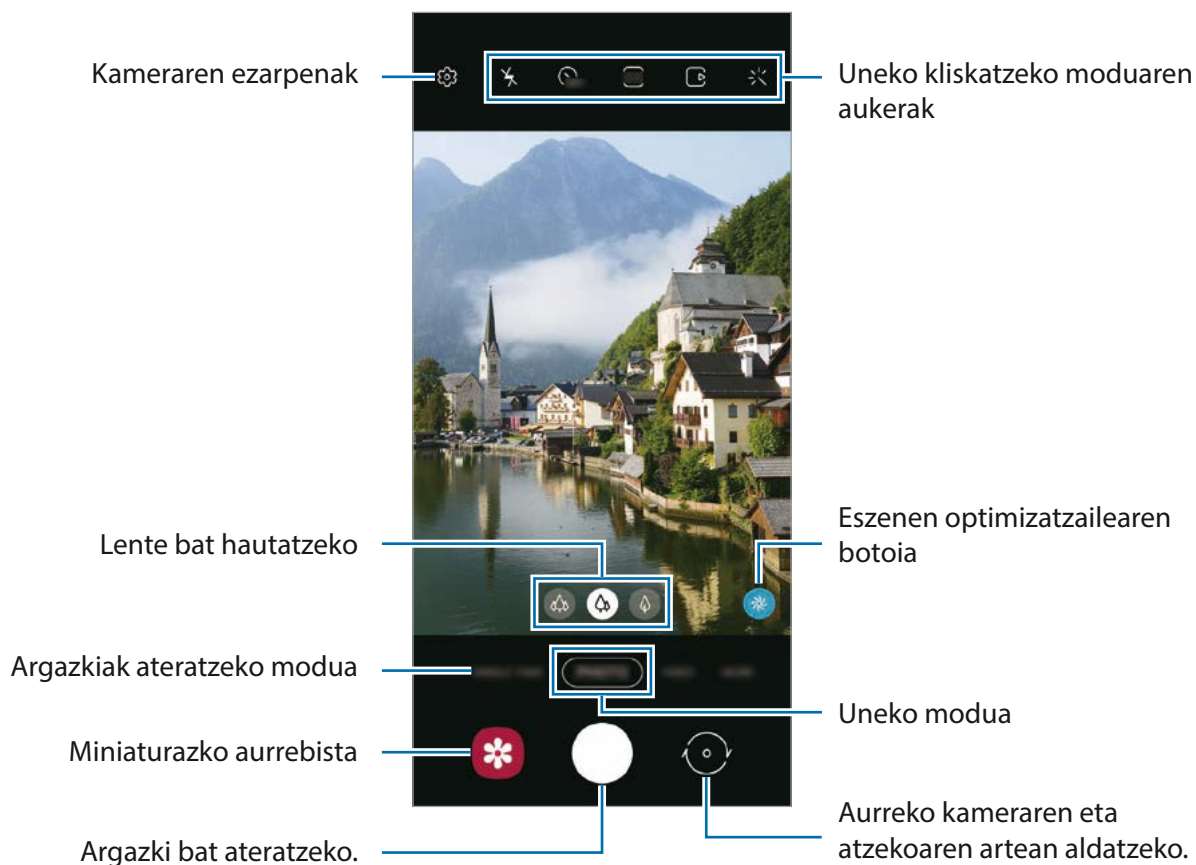 Kameraren ezarpenak
Uneko kliskatzeko moduaren
aukerak
Lente bat hautatzeko
Eszenen optimizatzailearen
botoia
Argazkiak ateratzeko modua
Uneko modua
Miniaturazko aurrebista
Argazki bat ateratzeko.
Aurreko kameraren eta
atzekoaren artean aldatzeko.